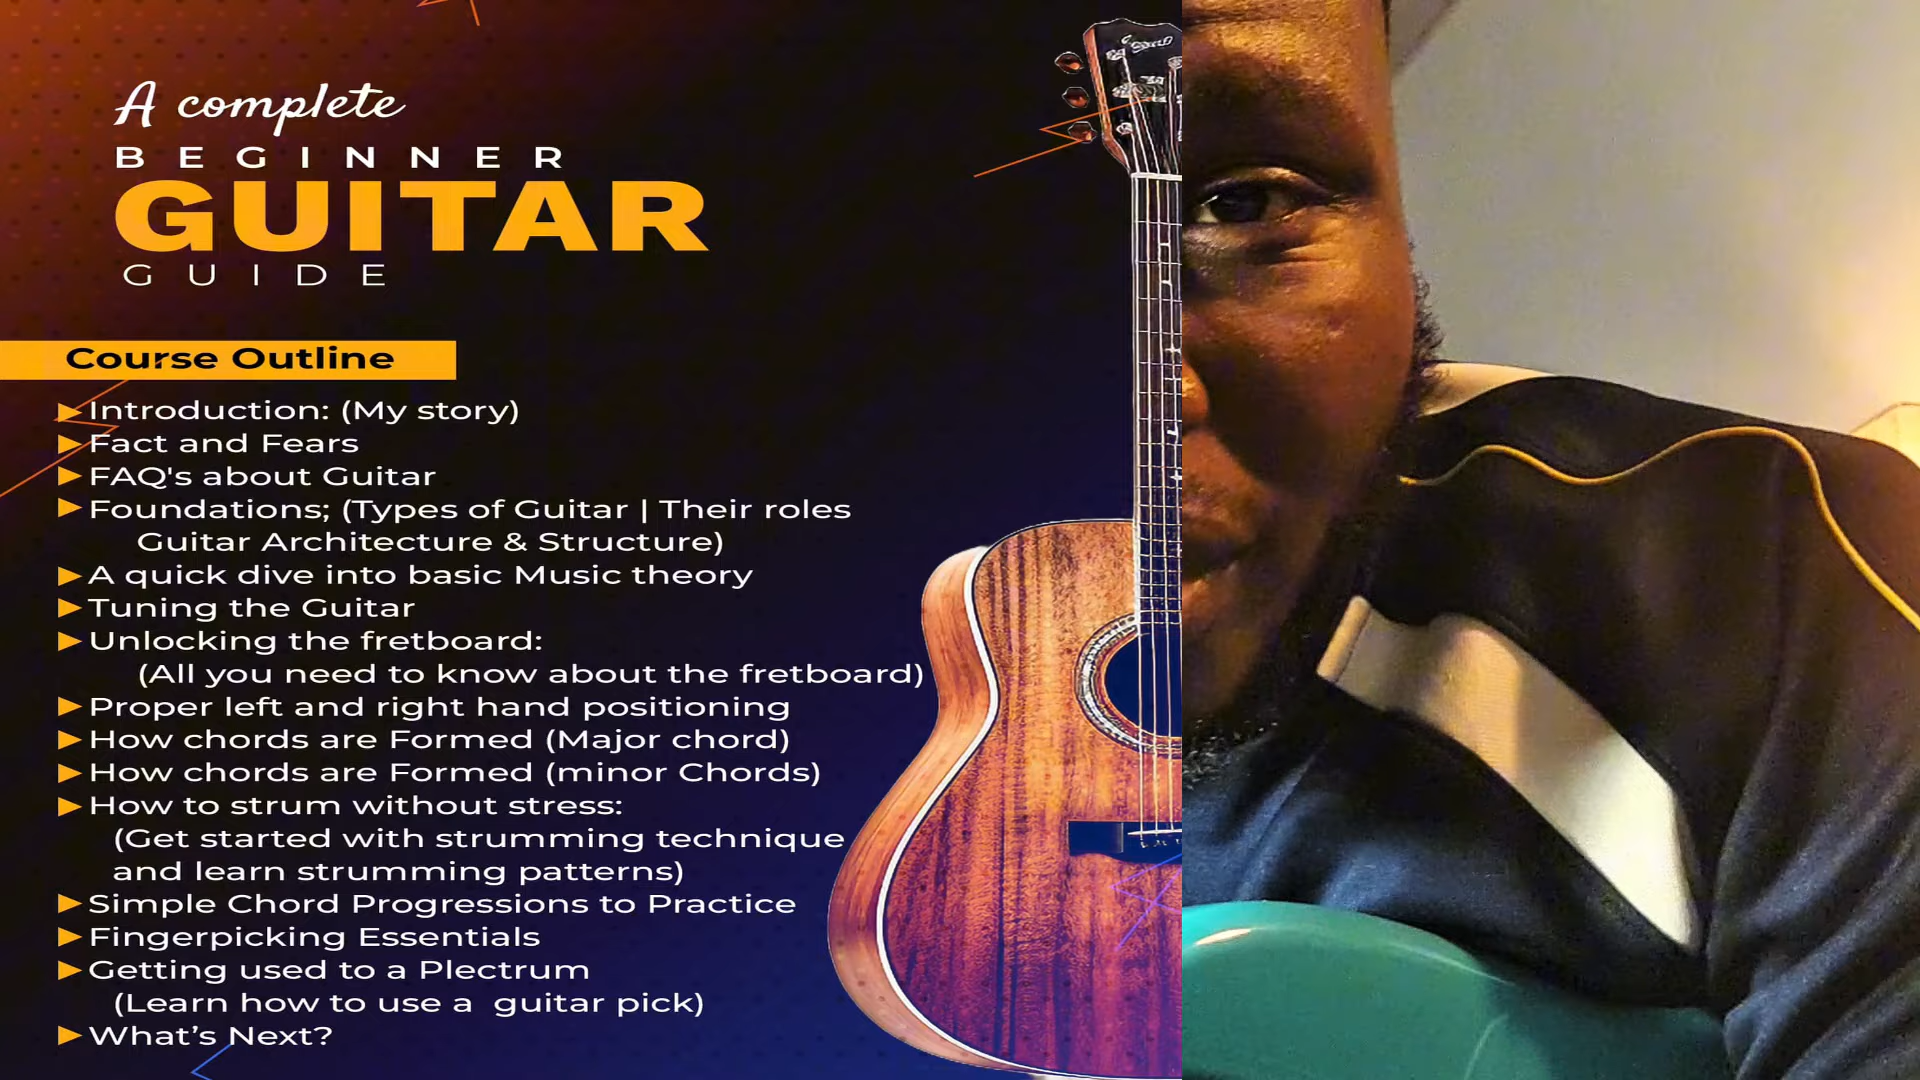 A complete
BEGINNER
GUITAR
GUIDE
Course Outline
Introduction: (My story)
Fact and Fears
FAQ's about Guitar
Foundations; (Types of Guitar | Their roles
Guitar Architecture & Structure)
A quick dive into basic Music theory
Tuning the Guitar
Unlocking the fretboard:
(All you need to know about the fretboard)
Proper left and right hand positioning
How chords are Formed (Major chord)
How chords are Formed (minor Chords)
How to strum without stress:
(Get started with strumming technique
and learn strumming patterns)
Simple Chord Progressions to Practice
Fingerpicking Essentials
Getting used to a Plectrum
(Learn how to use a  guitar pick)
What’s Next?